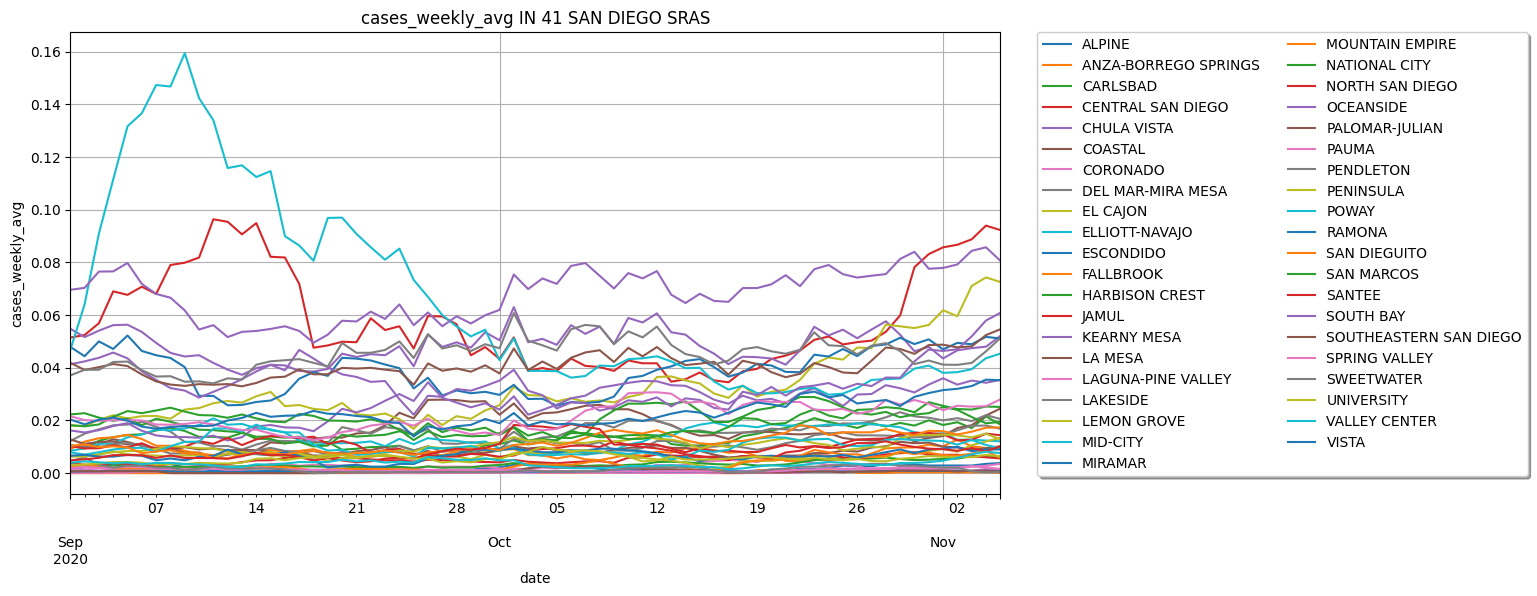 cases_weekly_avg IN 41 SAN DIEGO SRAS
cases_weekly_avg
0.16
0.14
0.12
0.10
0.08
0.06
0.04
0.02
0.00
07
14
21
28
05
12
19
26
02
Sep
2020
Oct
Nov
date
ALPINE
ANZA-BORREGO SPRINGS
CARLSBAD
CENTRAL SAN DIEGO
CHULA VISTA
COASTAL
CORONADO
DEL MAR-MIRA MESA
EL CAJON
ELLIOTT-NAVAJO
ESCONDIDO
FALLBROOK
HARBISON CREST
JAMUL
KEARNY MESA
LA MESA
LAGUNA-PINE VALLEY
LAKESIDE
LEMON GROVE
MID-CITY
MIRAMAR
MOUNTAIN EMPIRE
NATIONAL CITY
NORTH SAN DIEGO
OCEANSIDE
PALOMAR-JULIAN
PAUMA
PENDLETON
PENINSULA
POWAY
RAMONA
SAN DIEGUITO
SAN MARCOS
SANTEE
SOUTH BAY
SOUTHEASTERN SAN DIEGO
SPRING VALLEY
SWEETWATER
UNIVERSITY
VALLEY CENTER
VISTA